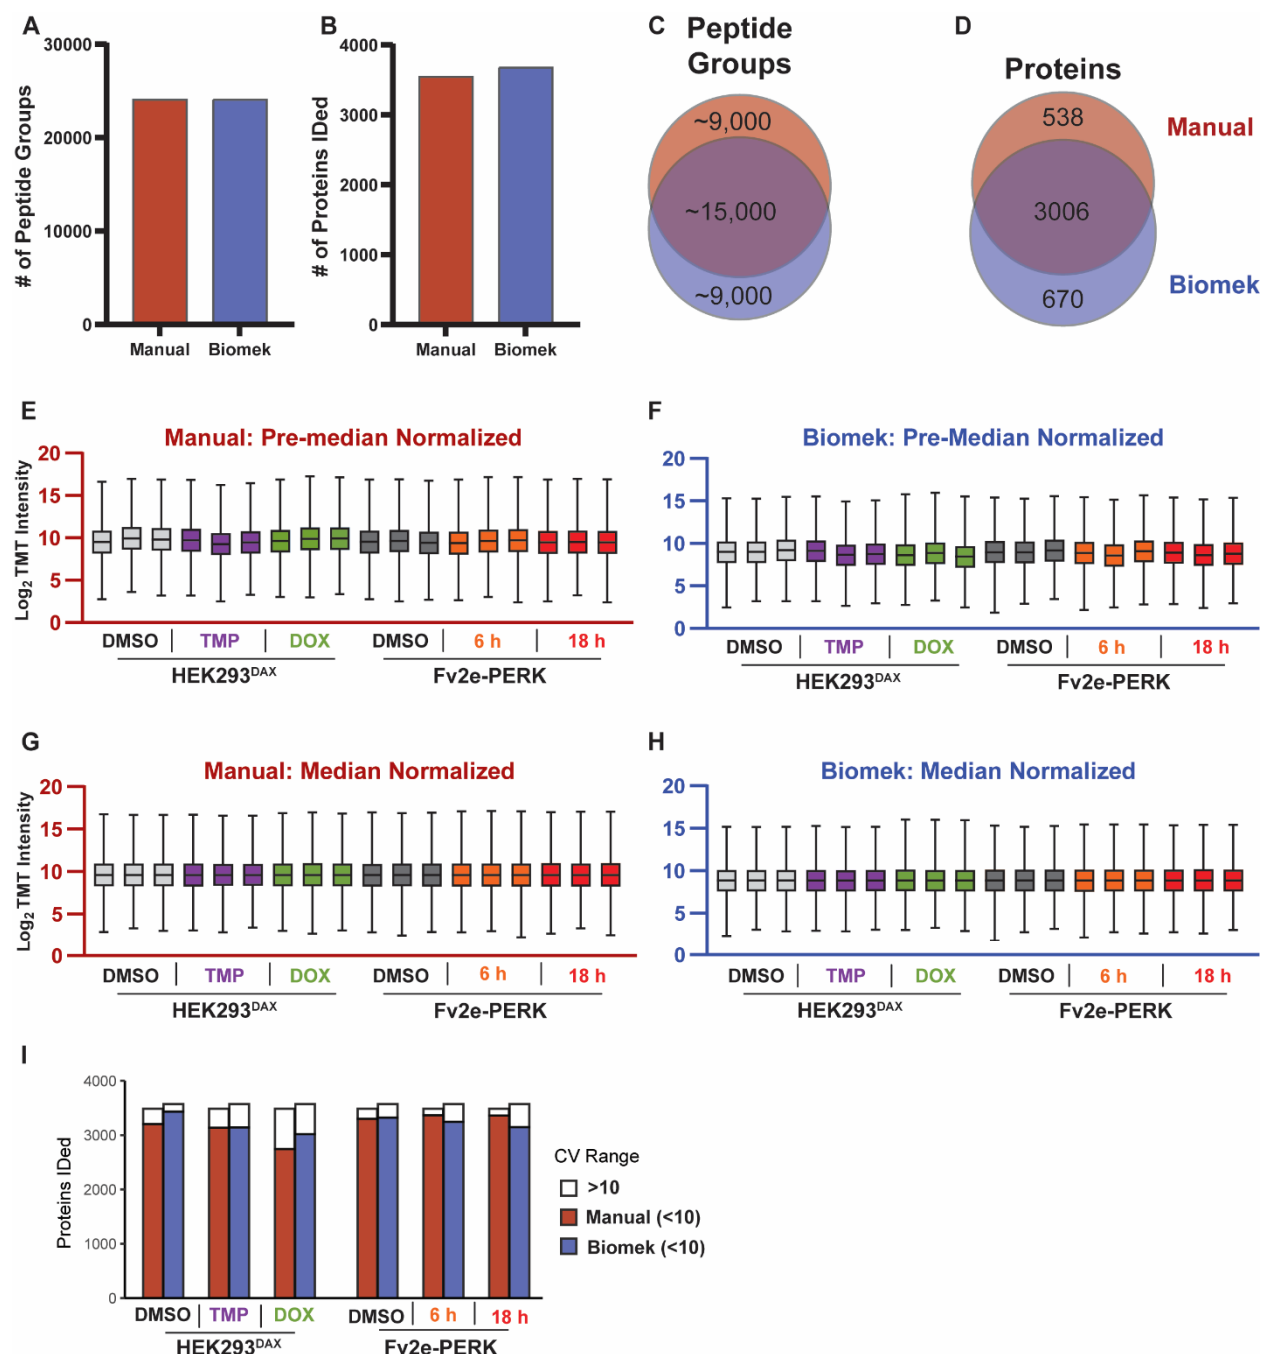 A
30000
20000
10000
0
# of Peptide Groups
Manual Biomek
B
4000
3000
2000
1000
0
# of Proteins IDed
Manual Biomek
C
Peptide
Groups
~9,000
~15,000
~9,000
D
Proteins
538
3006
670
Manual
Biomek
E
Manual: Pre-median Normalized
20
15
10
5
0
Log2 TMT Intensity
DMSO TMP DOX DMSO 6 h 18 h
HEK293DAX Fv2e-PERK
F
Biomek: Pre-Median Normalized
20
15
10
5
0
DMSO TMP DOX DMSO 6 h 18 h
HEK293DAX Fv2e-PERK
G
Manual: Median Normalized
20
15
10
5
0
Log2 TMT Intensity
DMSO TMP DOX DMSO 6 h 18 h
HEK293DAX Fv2e-PERK
H
Biomek: Median Normalized
20
15
10
5
0
DMSO TMP DOX DMSO 6 h 18 h
HEK293DAX Fv2e-PERK
I
4000
3000
2000
1000
0
Proteins IDed
DMSO TMP DOX DMSO 6 h 18 h
HEK293DAX Fv2e-PERK
CV Range
>10
Manual (<10)
Biomek (<10)